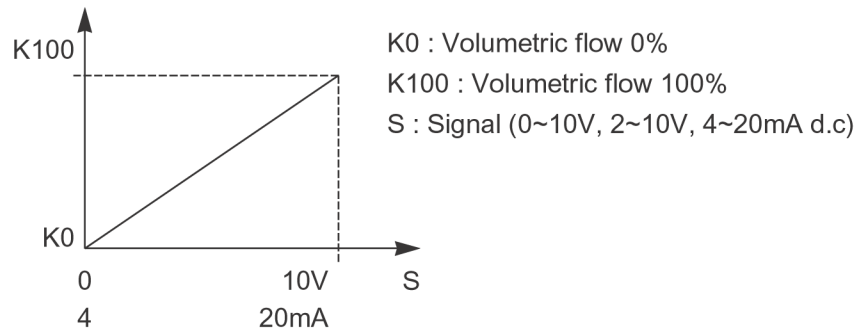 K100
K0 : Volumetric flow 0%
K100 : Volumetric flow 100%
S : Signal (0~10V, 2~10V, 4~20mA d.c)
K0
0 10V S
4 20mA